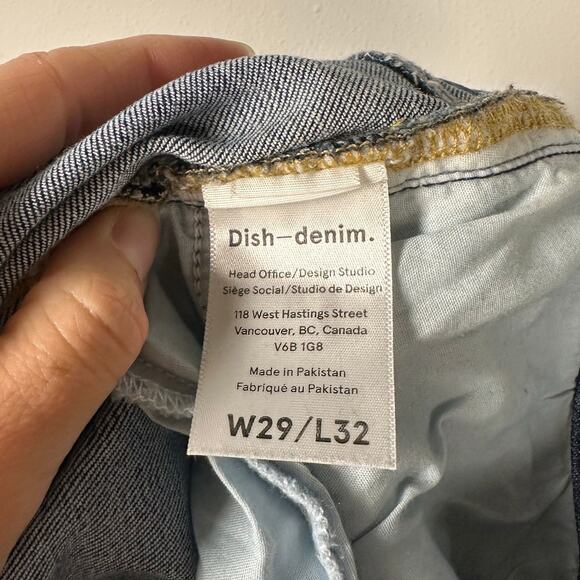 Dish—denim.
Head Office/Design Studio
Siège Social/Studio de Design
118 West Hastings Street
Vancouver, BC, Canada
V6B 1G8
Made in Pakistan
Fabriqué au Pakistan
W29/L32